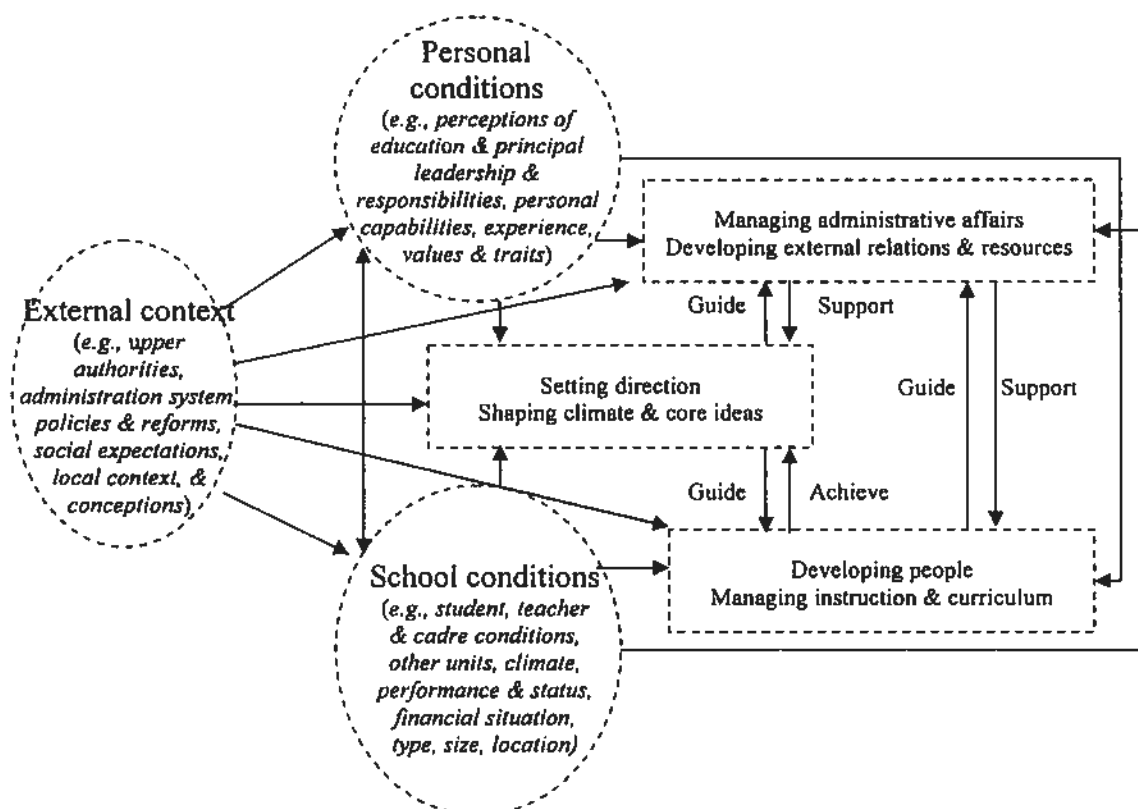 Personal
conditions
(e.g., perceptions of
education & principal
leadership &
responsibilities, personal
capabilities, experience,
values & traits)
External context
(e.g., upper
authorities,
administration system
policies & reforms,
social expectations,
local context, &
conceptions)
Managing administrative affairs
Developing external relations & resources
Guide
Support
Setting direction
Shaping climate & core ideas
Guide
Support
Guide
Achieve
School conditions
(e.g., student, teacher
& cadre conditions,
other units, climate,
performance & status,
financial situation,
type, size, location)
Developing people
Managing instruction & curriculum